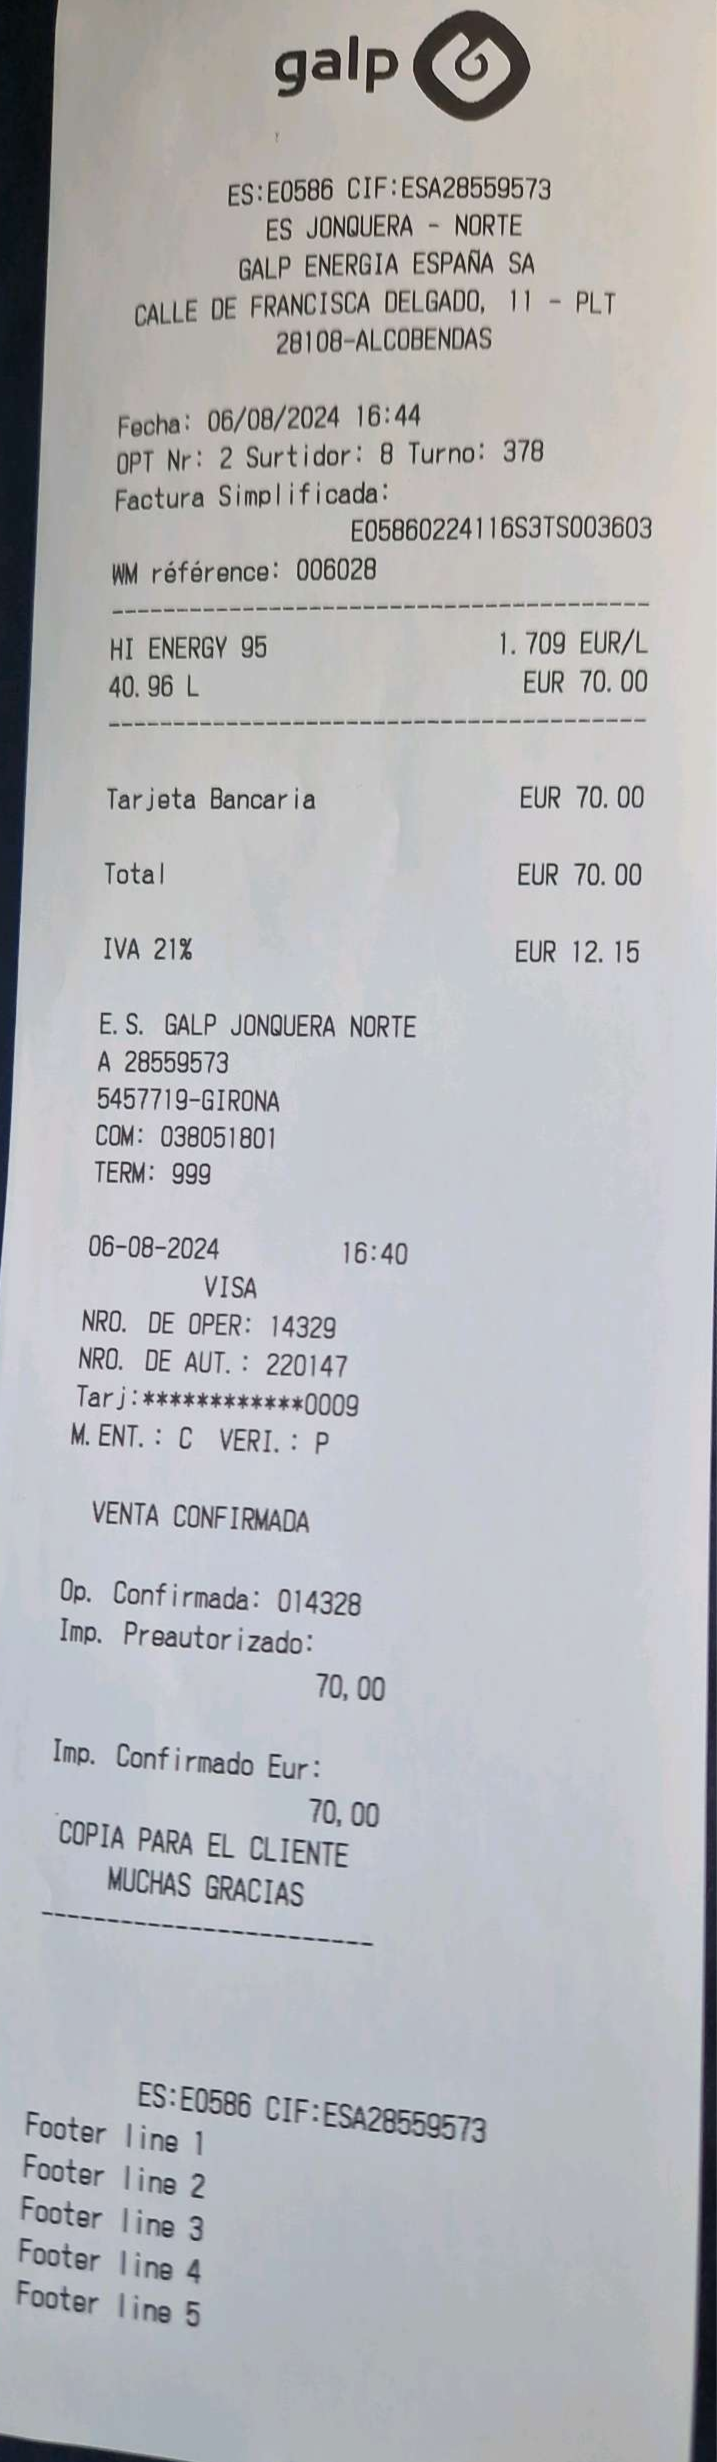 galp
ES:E0586 CIF:ESA28559573
ES JONQUERA - NORTE
GALP ENERGIA ESPAÑA SA
CALLE DE FRANCISCA DELGADO, 11 - PLT
28108-ALCOBENDAS
Fecha: 06/08/2024 16:44
OPT Nr: 2 Surtidor: 8 Turno: 378
Factura Simplificada:
E05860224116S3TS003603
WM référence: 006028
HI ENERGY 95 1.709 EUR/L
40.96 L EUR 70.00
Tarjeta Bancaria EUR 70.00
Total EUR 70.00
IVA 21% EUR 12.15
E.S. GALP JONQUERA NORTE
A 28559573
5457719-GIRONA
COM: 038051801
TERM: 999
06-08-2024 16:40
VISA
NRO. DE OPER: 14329
NRO. DE AUT.: 220147
Tarj:************0009
M.ENT.: C VERI.: P
VENTA CONFIRMADA
Op. Confirmada: 014328
Imp. Preautorizado:
70,00
Imp. Confirmado Eur:
70,00
COPIA PARA EL CLIENTE
MUCHAS GRACIAS
ES:E0586 CIF:ESA28559573
Footer line 1
Footer line 2
Footer line 3
Footer line 4
Footer line 5